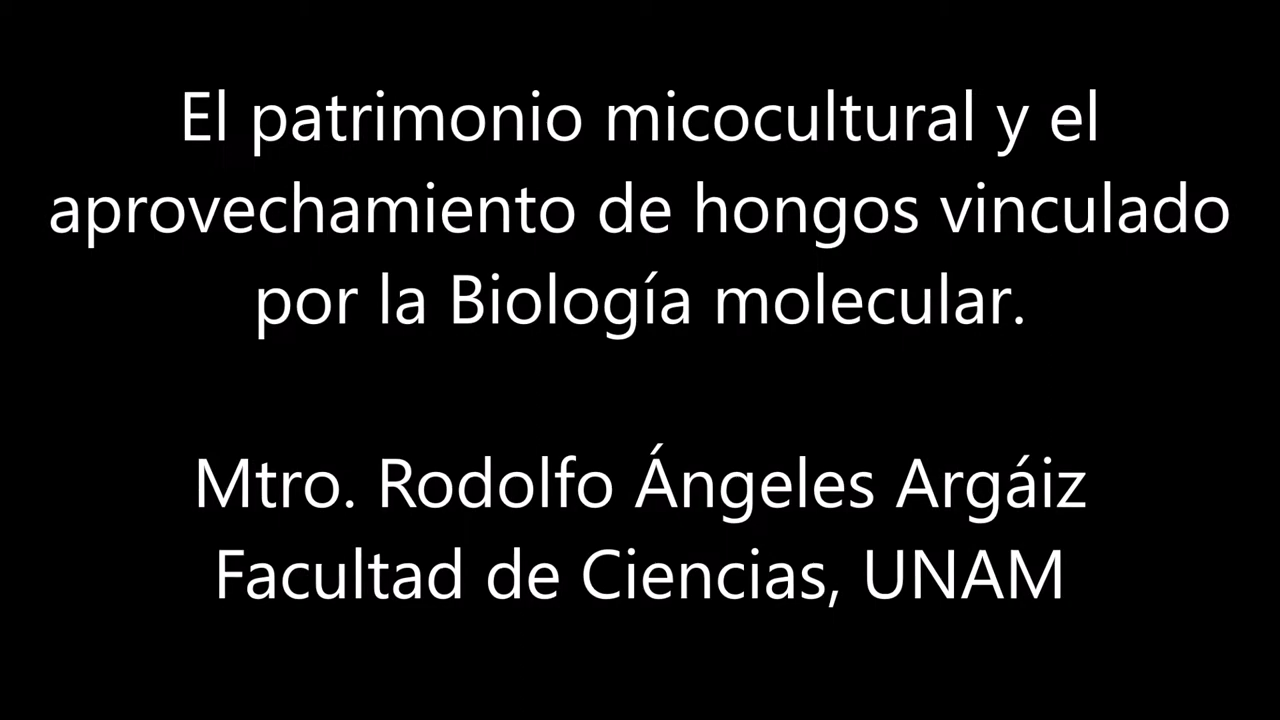 El patrimonio micocultural y el
aprovechamiento de hongos vinculado
por la Biología molecular.
Mtro. Rodolfo Ángeles Argáiz
Facultad de Ciencias, UNAM